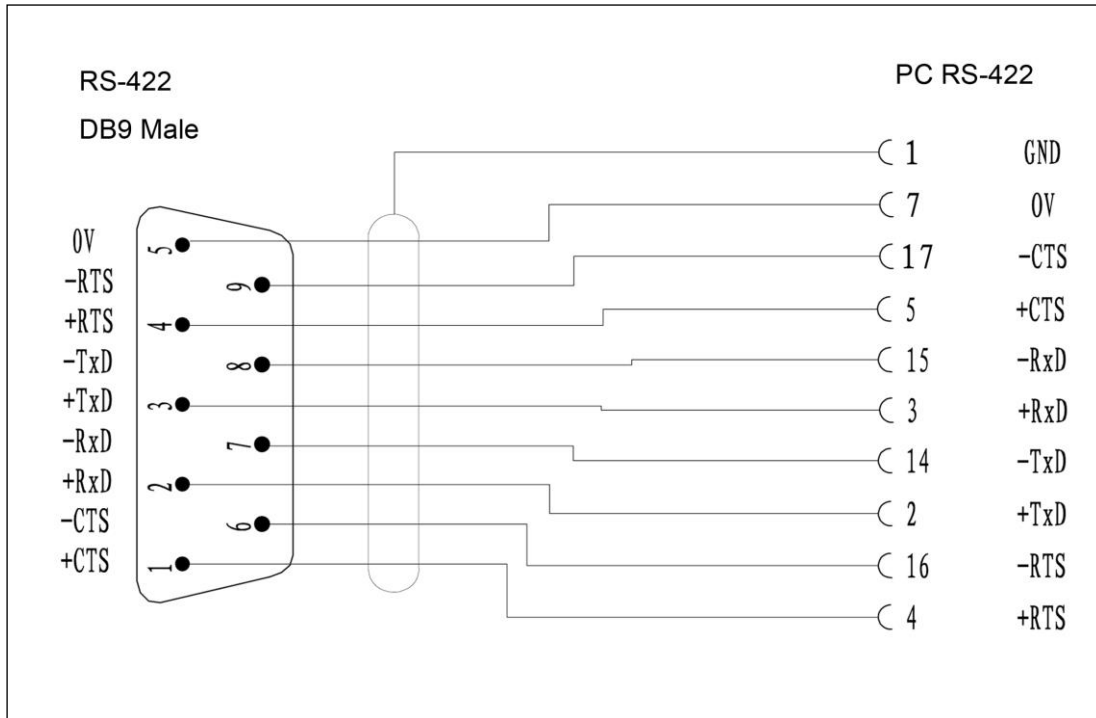 RS-422
DB9 Male
PC RS-422
1 GND
7 0V
17 -CTS
5 +CTS
15 -RxD
3 +RxD
14 -TxD
2 +TxD
16 -RTS
4 +RTS
0V 5
-RTS 9
+RTS 4
-TxD 8
+TxD 3
-RxD 7
+RxD 2
-CTS 6
+CTS 1